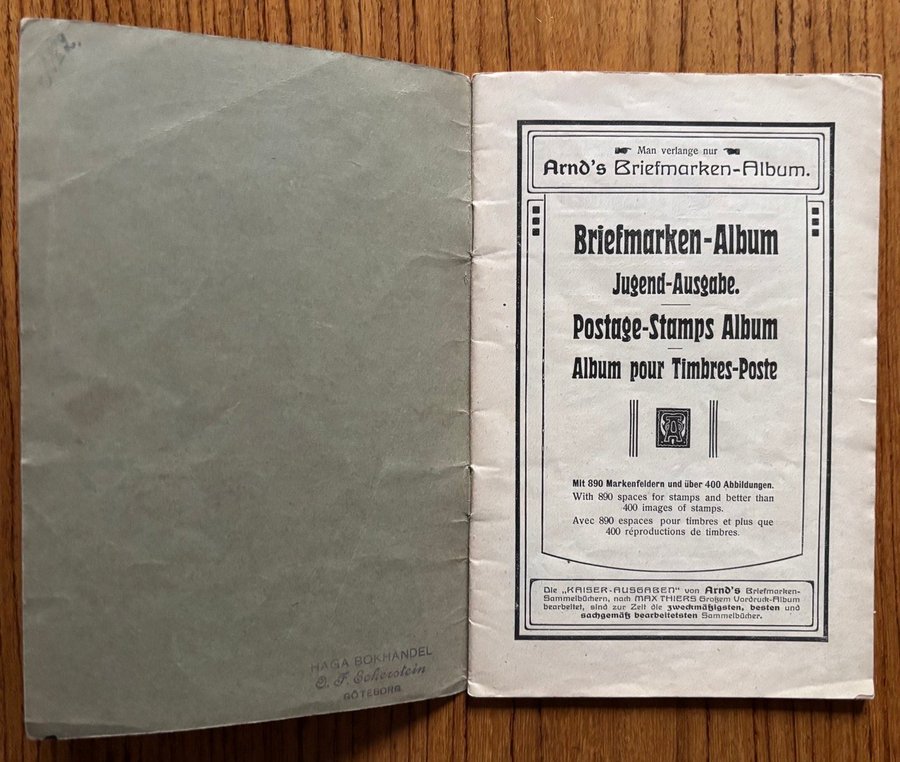 HAGA BOKHANDEL
O. F. Eckerstein
GÖTEBORG
Man verlange nur
Arnd's Briefmarken-Album.
Briefmarken-Album
Jugend-Ausgabe.
Postage-Stamps Album
Album pour Timbres-Poste
Mit 890 Markenfeldern und über 400 Abbildungen.
With 890 spaces for stamps and better than
400 images of stamps.
Avec 890 espaces pour timbres et plus que
400 réproductions de timbres.
Die „KAISER-AUSGABEN" von Arnd's Briefmarken-
Sammelbüchern, nach MAX THIERS Großem Vordruck-Album
bearbeitet, sind zur Zeit die zweckmäßigsten, besten und
sachgemäß bearbeitetsten Sammelbücher.